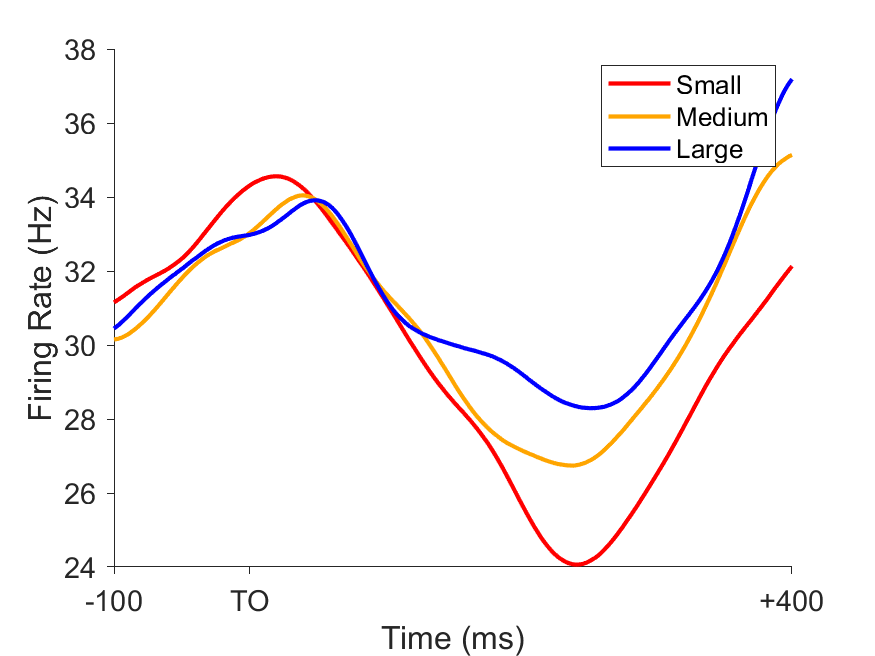 38
36
34
32
30
28
26
24
Firing Rate (Hz)
Small
Medium
Large
-100
TO
+400
Time (ms)